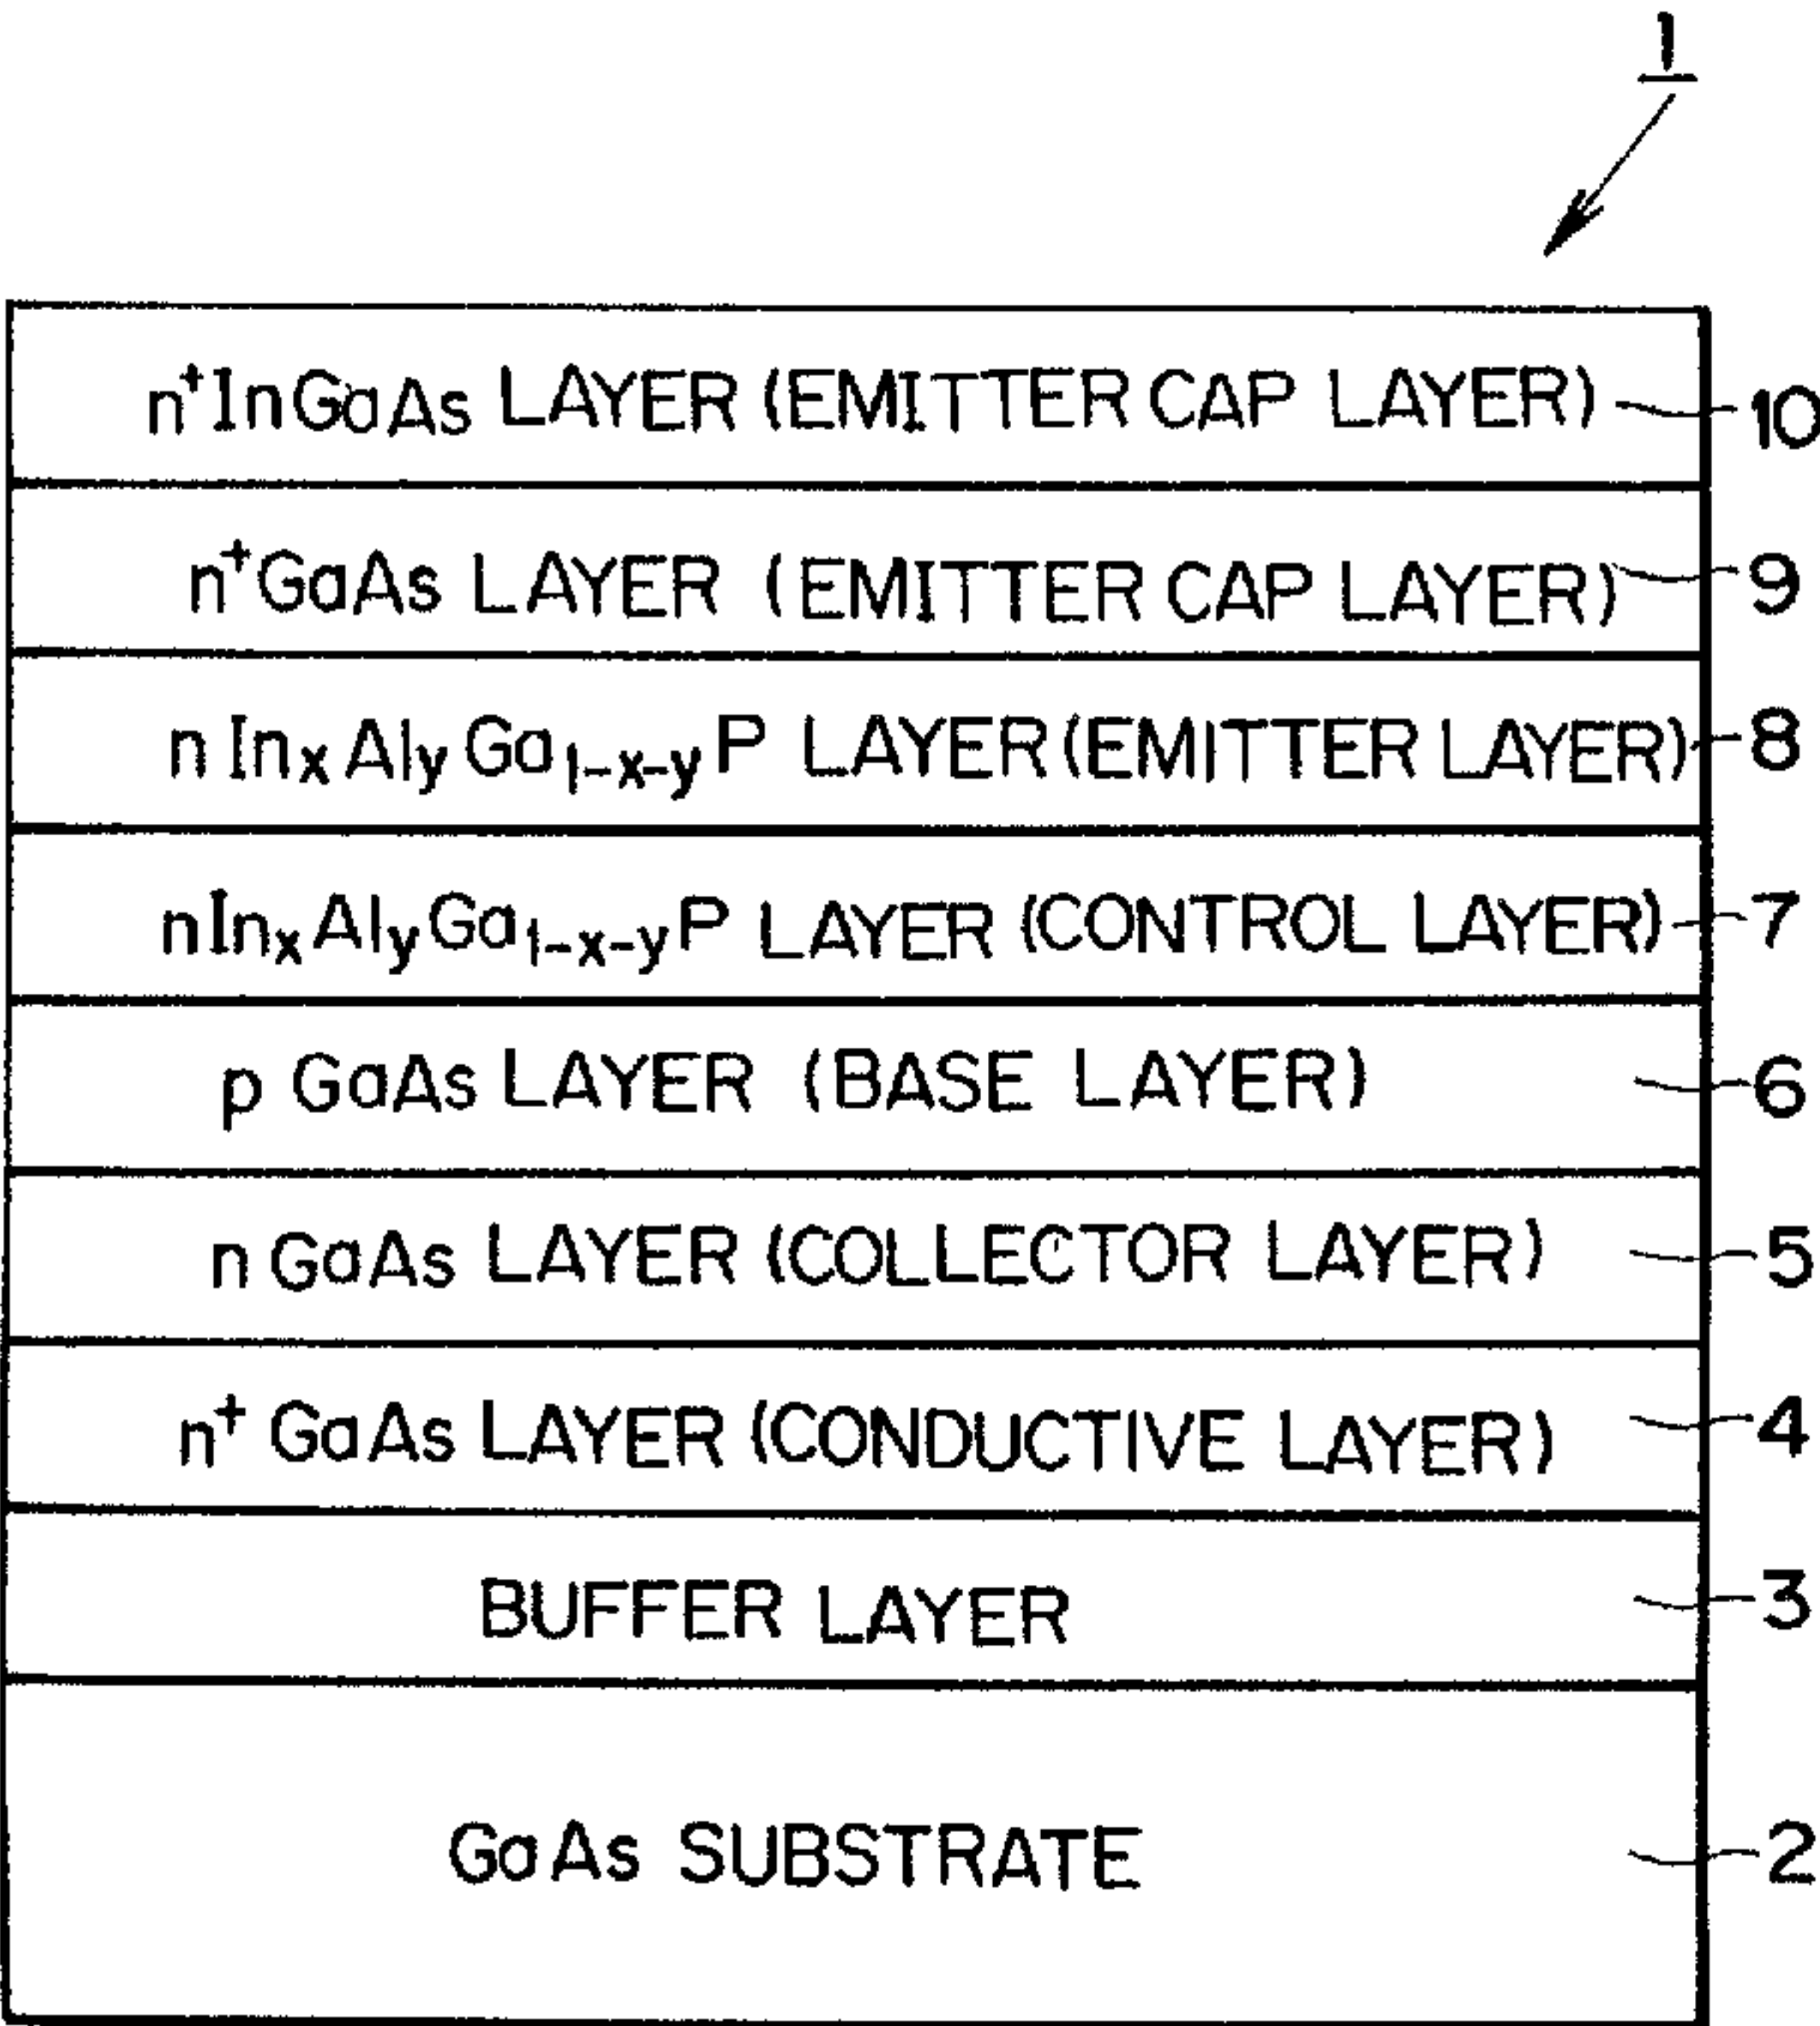 1
n⁺InGaAs LAYER (EMITTER CAP LAYER) 10
n⁺GaAs LAYER (EMITTER CAP LAYER) 9
n InₓAlyGa₁₋ₓ₋yP LAYER (EMITTER LAYER) 8
nInₓAlyGa₁₋ₓ₋yP LAYER (CONTROL LAYER) 7
p GaAs LAYER (BASE LAYER) 6
n GaAs LAYER (COLLECTOR LAYER) 5
n⁺ GaAs LAYER (CONDUCTIVE LAYER) 4
BUFFER LAYER 3
GaAs SUBSTRATE 2